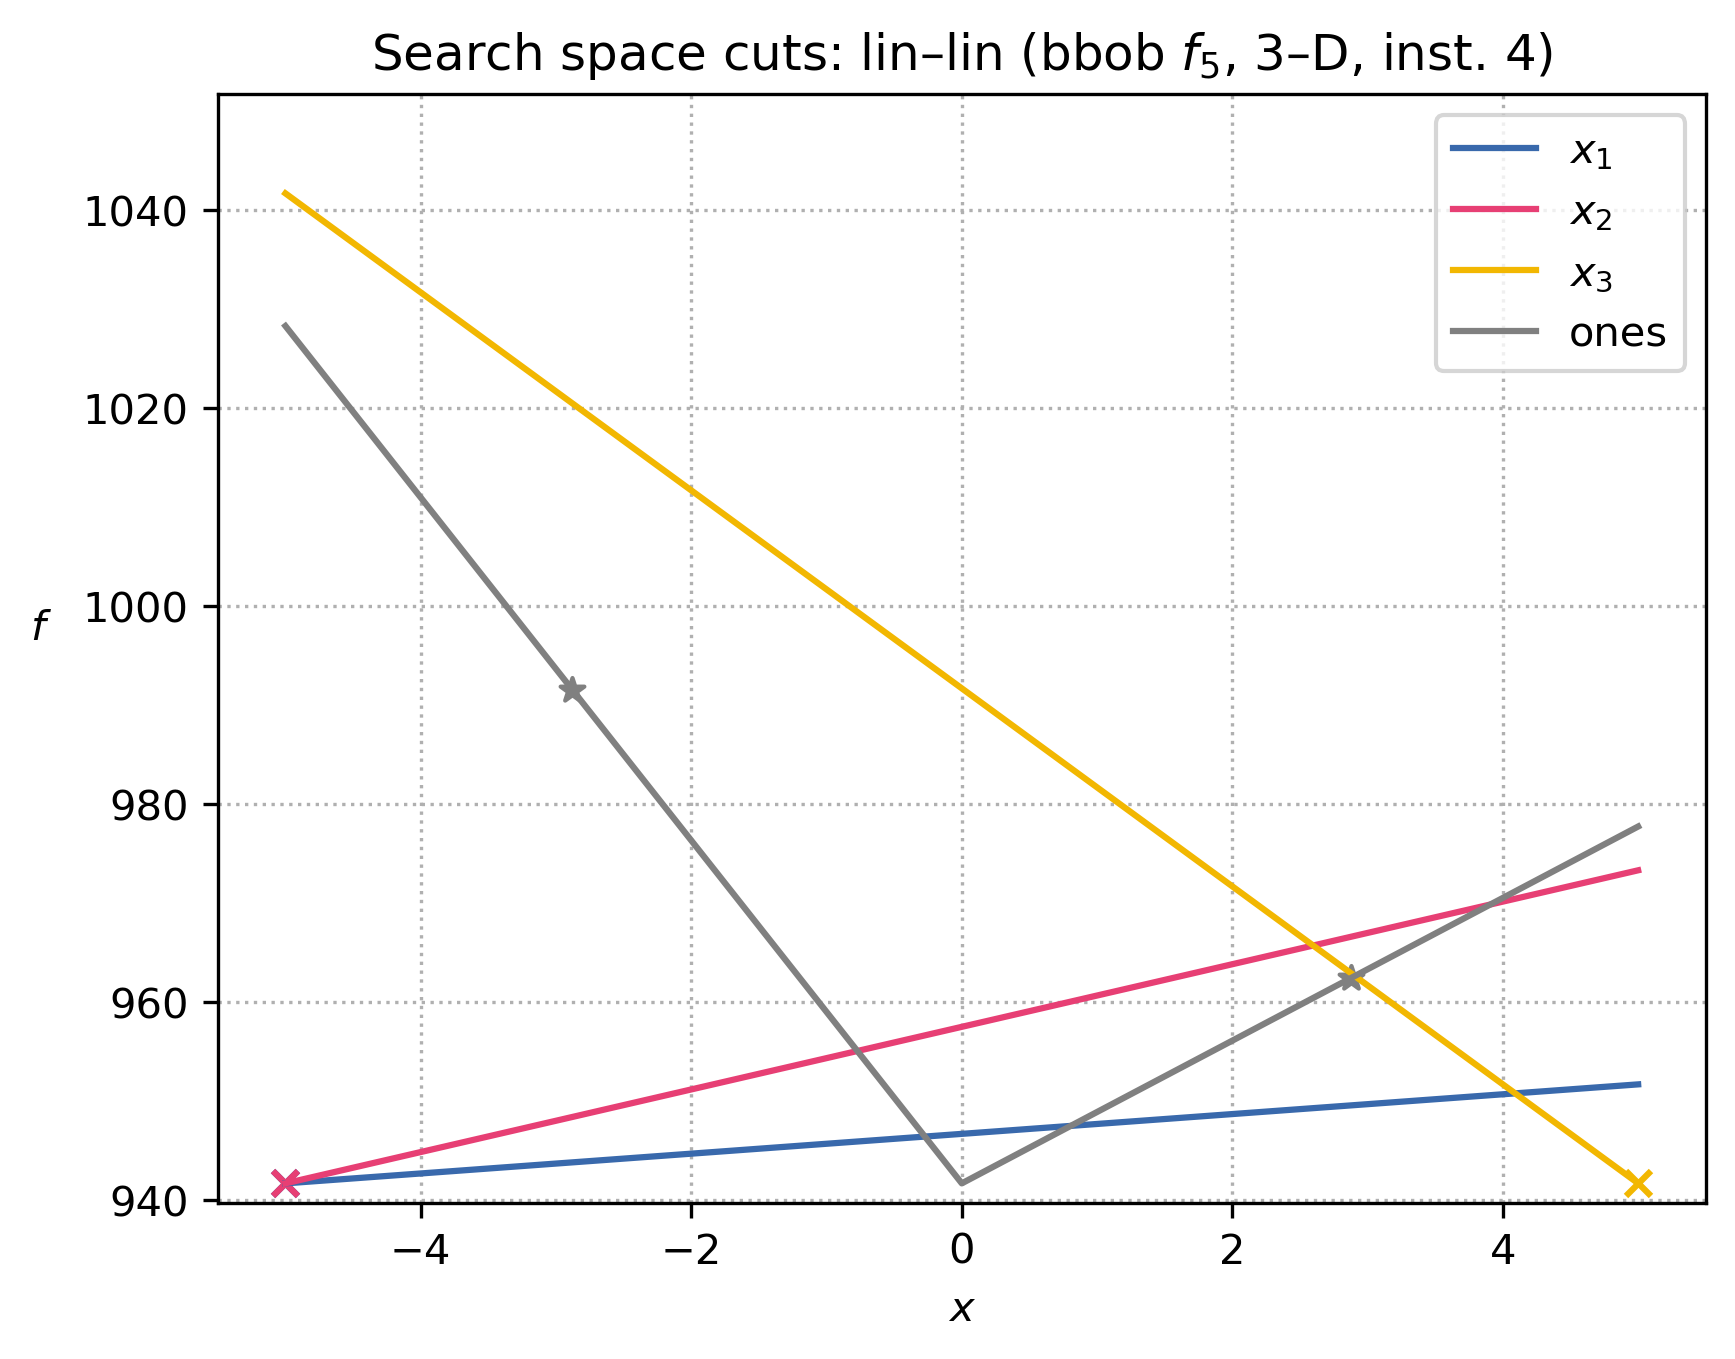 Search space cuts: lin–lin (bbob f5, 3–D, inst. 4)
x1
x2
x3
ones
1040
1020
1000
980
960
940
f
−4
−2
0
2
4
x